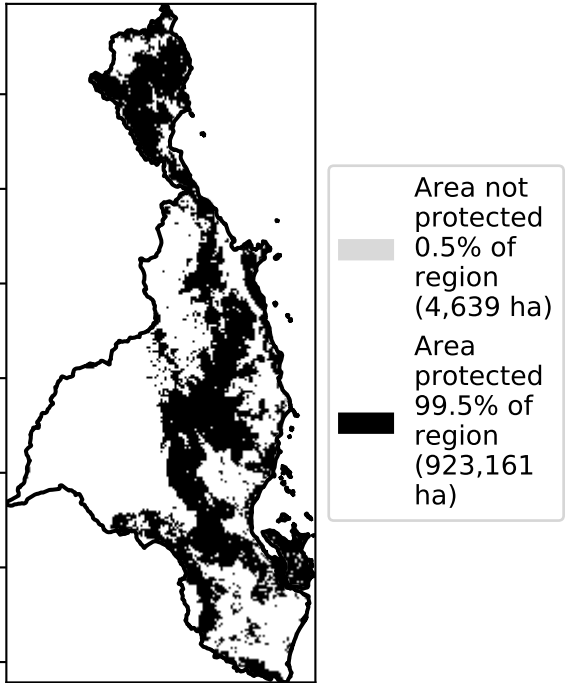 Area not
protected
0.5% of
region
(4,639 ha)
Area
protected
99.5% of
region
(923,161
ha)